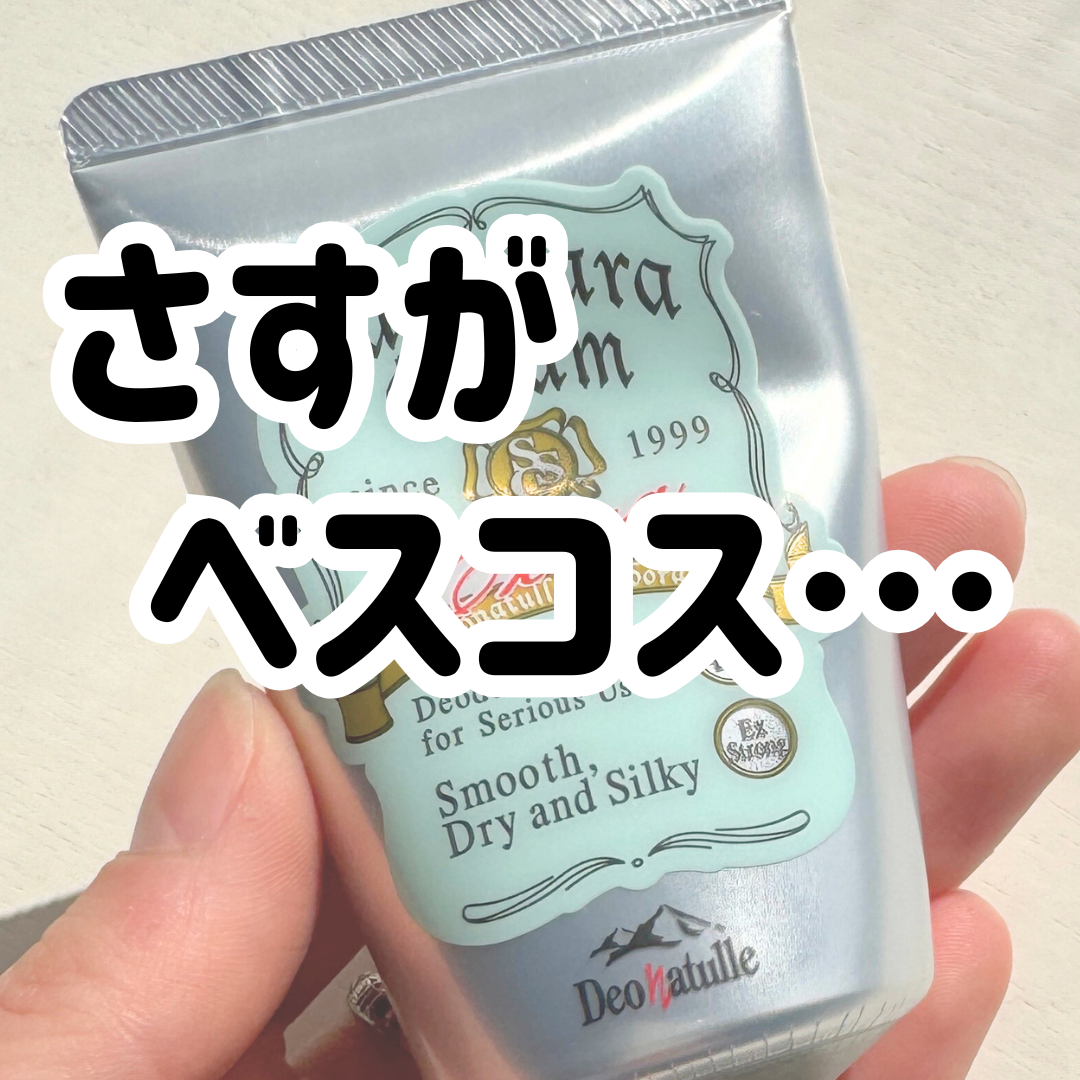 さすが
ベスコス…
since
1999
for Serious
Ex
Strong
Smooth,
Dry and Silky
DeoNatulle